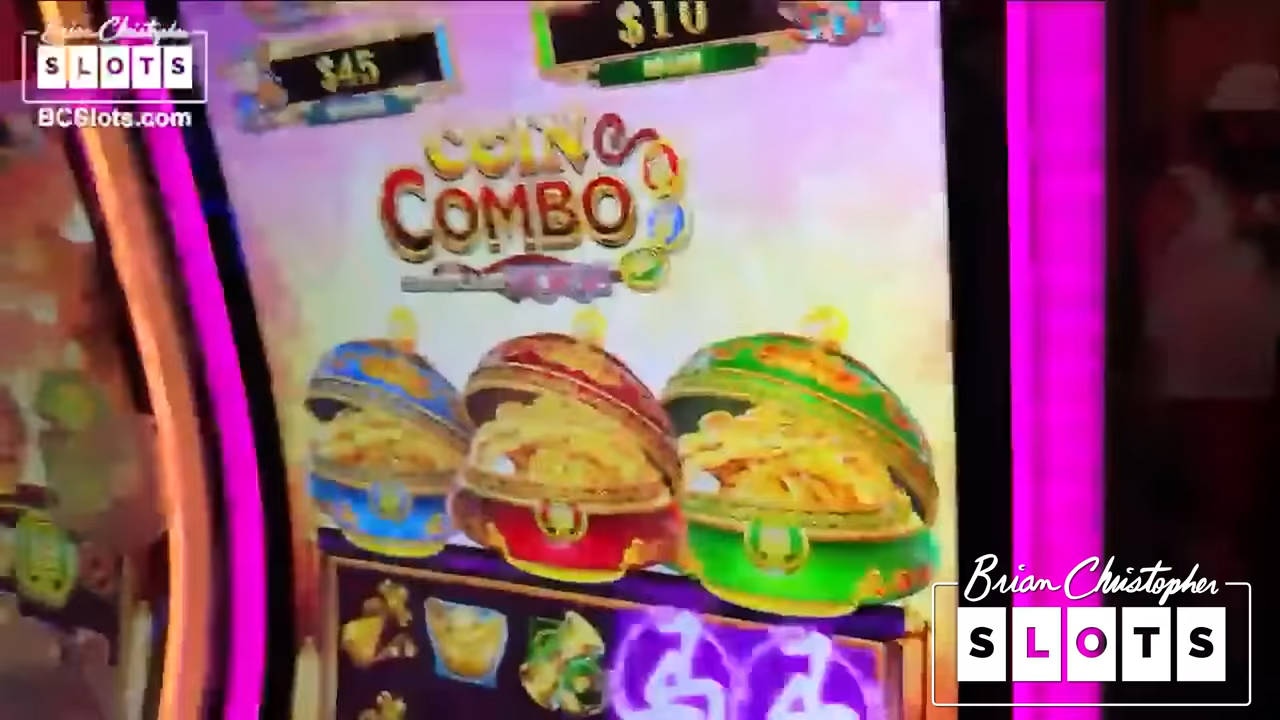 Brian Christopher
SLOTS
BCSlots.com
$45
$10
COIN
COMBO
Brian Christopher
SLOTS